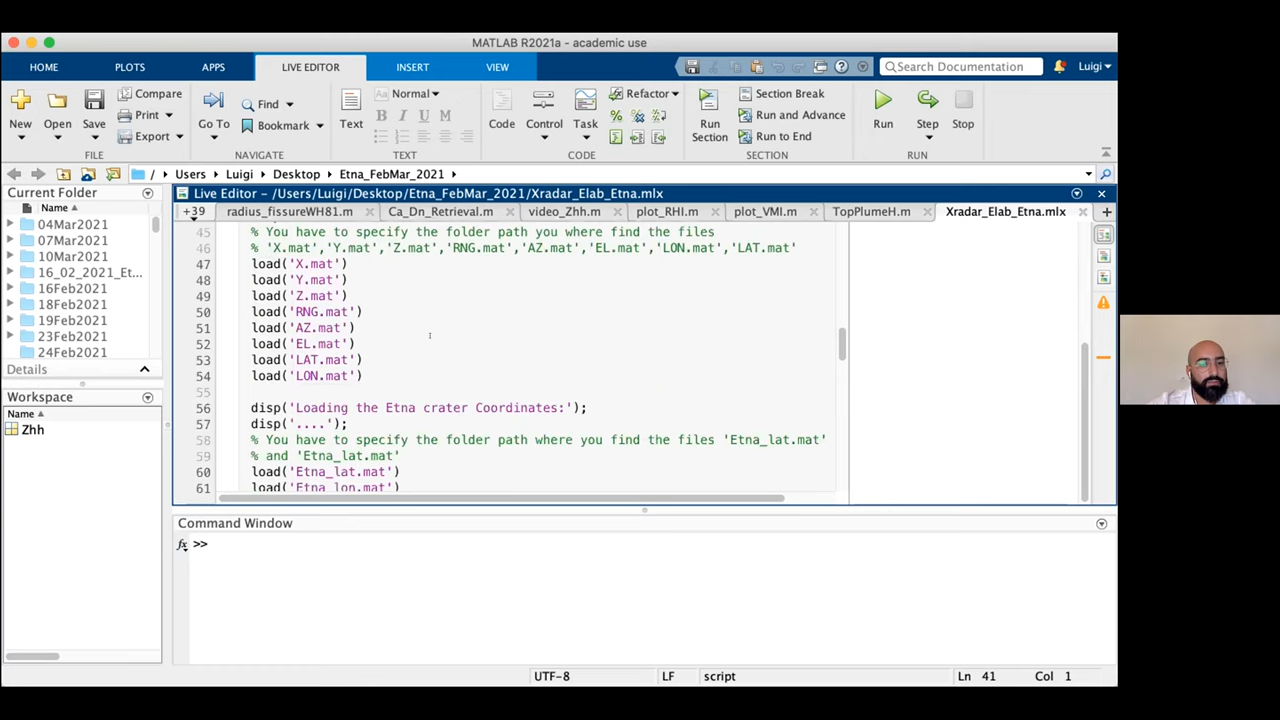 MATLAB R2021a - academic use
HOME PLOTS APPS LIVE EDITOR INSERT VIEW Search Documentation Luigi
New Open Save Compare Print Export
FILE
Go To Find Bookmark
NAVIGATE
Text Normal B I U M
TEXT
Code Control Task Refactor
CODE
Run Section Section Break Run and Advance Run to End
SECTION
Run Step Stop
RUN
/ Users Luigi Desktop Etna_FebMar_2021
Current Folder
Name
04Mar2021
07Mar2021
10Mar2021
16_02_2021_Et...
16Feb2021
18Feb2021
19Feb2021
23Feb2021
24Feb2021
Details
Workspace
Name
Zhh
Live Editor - /Users/Luigi/Desktop/Etna_FebMar_2021/Xradar_Elab_Etna.mlx
+39 radius_fissureWH81.m Ca_Dn_Retrieval.m video_Zhh.m plot_RHI.m plot_VMI.m TopPlumeH.m Xradar_Elab_Etna.mlx
45 % You have to specify the folder path you where find the files
46 % 'X.mat','Y.mat','Z.mat','RNG.mat','AZ.mat','EL.mat','LON.mat','LAT.mat'
47 load('X.mat')
48 load('Y.mat')
49 load('Z.mat')
50 load('RNG.mat')
51 load('AZ.mat')
52 load('EL.mat')
53 load('LAT.mat')
54 load('LON.mat')
55
56 disp('Loading the Etna crater Coordinates:');
57 disp('....');
58 % You have to specify the folder path where you find the files 'Etna_lat.mat'
59 % and 'Etna_lat.mat'
60 load('Etna_lat.mat')
61 load('Etna_lon.mat')
Command Window
fx >>
UTF-8 LF script Ln 41 Col 1